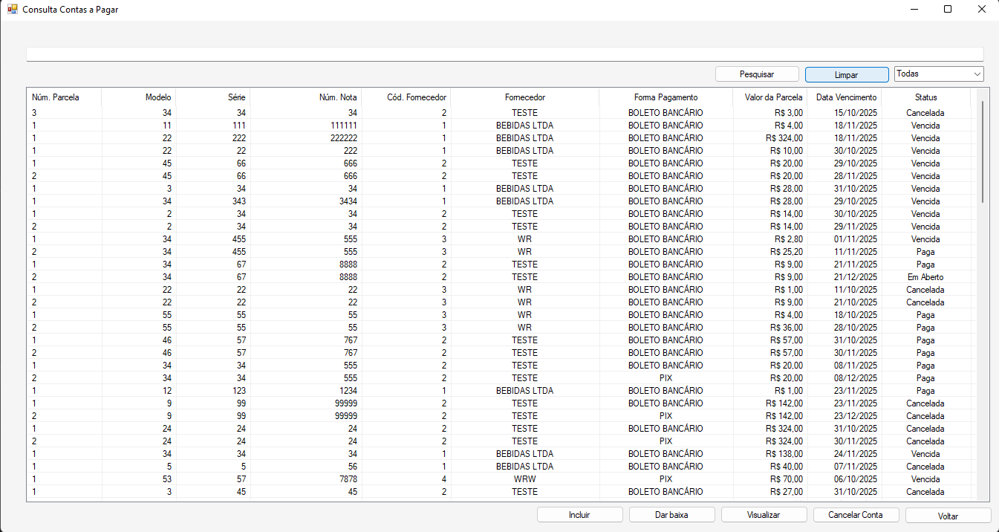 Consulta Contas a Pagar
Pesquisar Limpar Todas
Núm. Parcela Modelo Série Núm. Nota Cód. Fornecedor Fornecedor Forma Pagamento Valor da Parcela Data Vencimento Status
3 34 34 34 2 TESTE BOLETO BANCÁRIO R$ 3,00 15/10/2025 Cancelada
1 11 111 111111 1 BEBIDAS LTDA BOLETO BANCÁRIO R$ 4,00 18/11/2025 Vencida
1 22 222 222222 1 BEBIDAS LTDA BOLETO BANCÁRIO R$ 324,00 18/11/2025 Vencida
1 22 22 222 1 BEBIDAS LTDA BOLETO BANCÁRIO R$ 10,00 30/10/2025 Vencida
1 45 66 666 2 TESTE BOLETO BANCÁRIO R$ 20,00 29/10/2025 Vencida
2 45 66 666 2 TESTE BOLETO BANCÁRIO R$ 20,00 28/11/2025 Vencida
1 3 34 34 1 BEBIDAS LTDA BOLETO BANCÁRIO R$ 28,00 31/10/2025 Vencida
1 34 343 3434 1 BEBIDAS LTDA BOLETO BANCÁRIO R$ 28,00 29/10/2025 Vencida
1 2 34 34 2 TESTE BOLETO BANCÁRIO R$ 14,00 30/10/2025 Vencida
2 2 34 34 2 TESTE BOLETO BANCÁRIO R$ 14,00 29/11/2025 Vencida
1 34 455 555 3 WR BOLETO BANCÁRIO R$ 2,80 01/11/2025 Vencida
2 34 455 555 3 WR BOLETO BANCÁRIO R$ 25,20 11/11/2025 Paga
1 34 67 8888 2 TESTE BOLETO BANCÁRIO R$ 9,00 21/11/2025 Paga
2 34 67 8888 2 TESTE BOLETO BANCÁRIO R$ 9,00 21/12/2025 Em Aberto
1 22 22 22 3 WR BOLETO BANCÁRIO R$ 1,00 11/10/2025 Cancelada
2 22 22 22 3 WR BOLETO BANCÁRIO R$ 9,00 21/10/2025 Cancelada
1 55 55 55 3 WR BOLETO BANCÁRIO R$ 4,00 18/10/2025 Paga
2 55 55 55 3 WR BOLETO BANCÁRIO R$ 36,00 28/10/2025 Paga
1 46 57 767 2 TESTE BOLETO BANCÁRIO R$ 57,00 31/10/2025 Paga
2 46 57 767 2 TESTE BOLETO BANCÁRIO R$ 57,00 30/11/2025 Paga
1 34 34 555 2 TESTE BOLETO BANCÁRIO R$ 20,00 08/11/2025 Paga
2 34 34 555 2 TESTE PIX R$ 20,00 08/12/2025 Paga
1 12 123 1234 1 BEBIDAS LTDA BOLETO BANCÁRIO R$ 1,00 23/11/2025 Paga
1 9 99 99999 2 TESTE BOLETO BANCÁRIO R$ 142,00 23/11/2025 Cancelada
2 9 99 99999 2 TESTE PIX R$ 142,00 23/12/2025 Cancelada
1 24 24 24 2 TESTE BOLETO BANCÁRIO R$ 324,00 31/10/2025 Cancelada
2 24 24 24 2 TESTE PIX R$ 324,00 30/11/2025 Cancelada
1 34 34 34 1 BEBIDAS LTDA BOLETO BANCÁRIO R$ 138,00 24/11/2025 Vencida
1 5 5 56 1 BEBIDAS LTDA BOLETO BANCÁRIO R$ 40,00 07/11/2025 Cancelada
1 53 57 7878 4 WRW PIX R$ 70,00 06/10/2025 Vencida
1 3 45 45 2 TESTE BOLETO BANCÁRIO R$ 27,00 31/10/2025 Cancelada
Incluir Dar baixa Visualizar Cancelar Conta Voltar